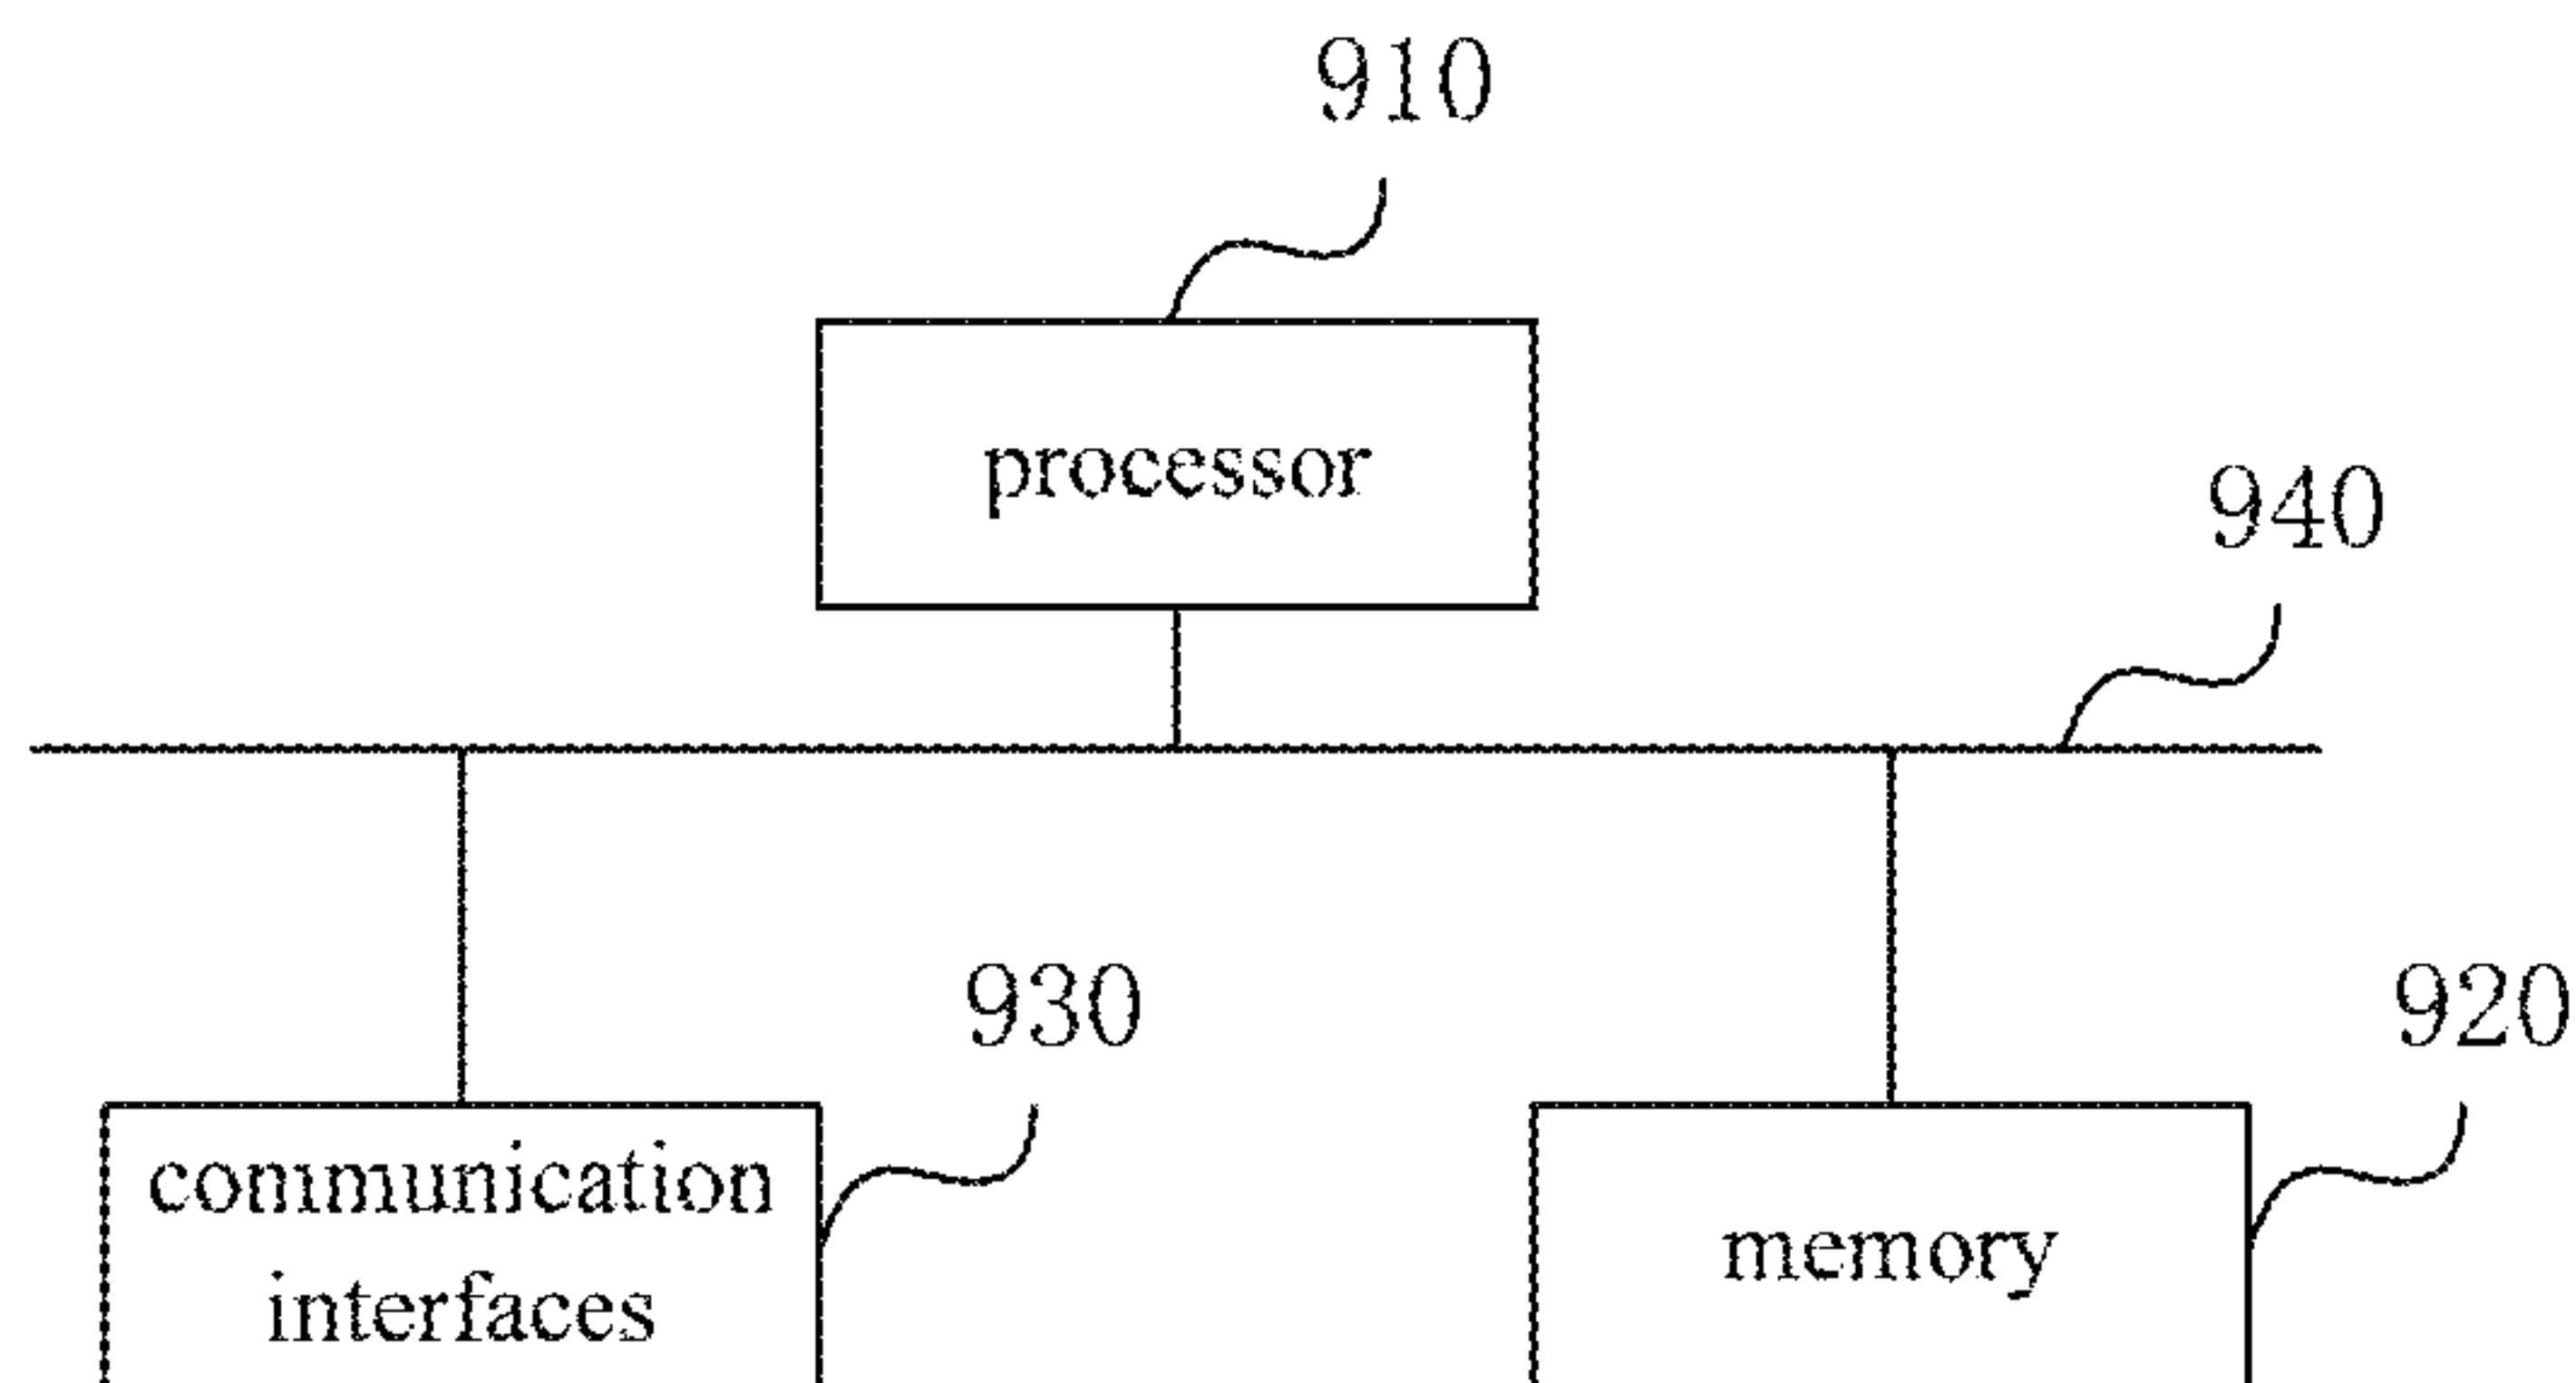 910
processor
940
930
920
communication
interfaces
memory